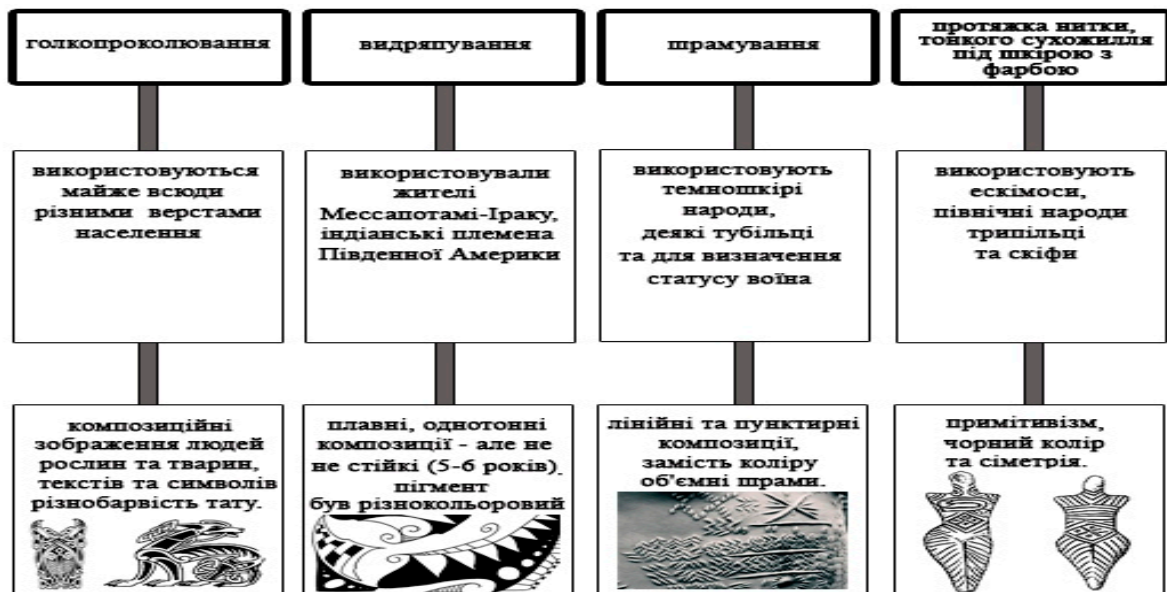 голкопроколювання
видряпування
шрамування
протяжка нитки,
тонкого сухожилля
під шкірою з
фарбою
використовуються
майже всюди
різними верстами
населення
використовували
жителі
Мессапотамі-Іраку,
індіанські племена
Південної Америки
використовують
темношкірі
народи,
деякі тубільці
та для визначення
статусу воїна
використовують
ескімоси,
північні народи
трипільці
та скіфи
композиційні
зображення людей
рослин та тварин,
текстів та символів
різнобарвість тату.
плавні, однотонні
композиції - але не
не стійкі (5-6 років).
пігмент
був різнокольоровий
лінійні та пунктирні
композиції,
замість коліру
об'ємні шрами.
примітивізм,
чорний колір
та сіметрія.